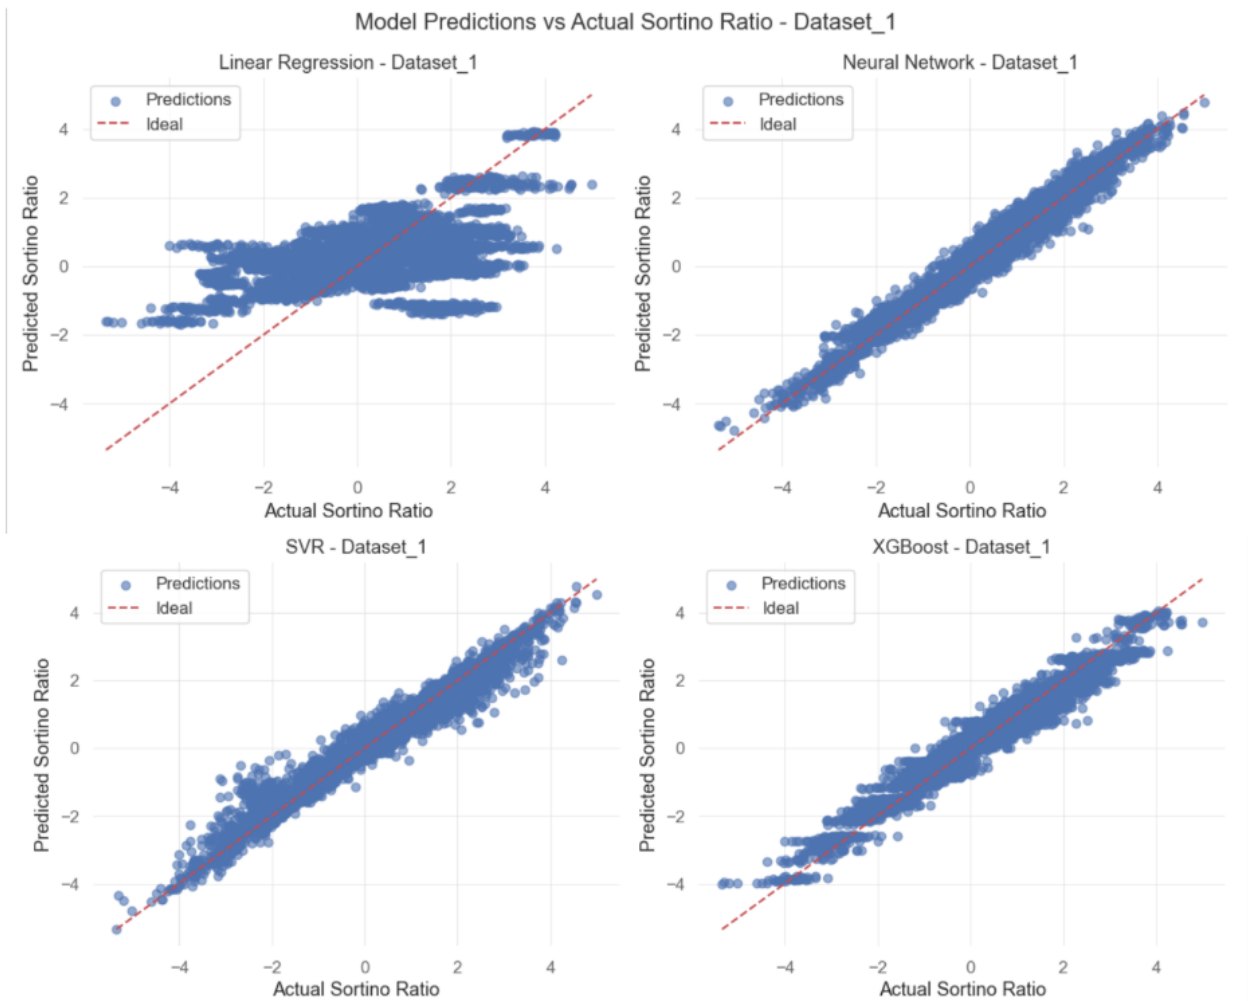 Model Predictions vs Actual Sortino Ratio - Dataset_1
Linear Regression - Dataset_1
Predictions
Ideal
Predicted Sortino Ratio
4
2
0
−2
−4
−4
−2
0
2
4
Actual Sortino Ratio
Neural Network - Dataset_1
Predictions
Ideal
Predicted Sortino Ratio
4
2
0
−2
−4
−4
−2
0
2
4
Actual Sortino Ratio
SVR - Dataset_1
Predictions
Ideal
Predicted Sortino Ratio
4
2
0
−2
−4
−4
−2
0
2
4
Actual Sortino Ratio
XGBoost - Dataset_1
Predictions
Ideal
Predicted Sortino Ratio
4
2
0
−2
−4
−4
−2
0
2
4
Actual Sortino Ratio